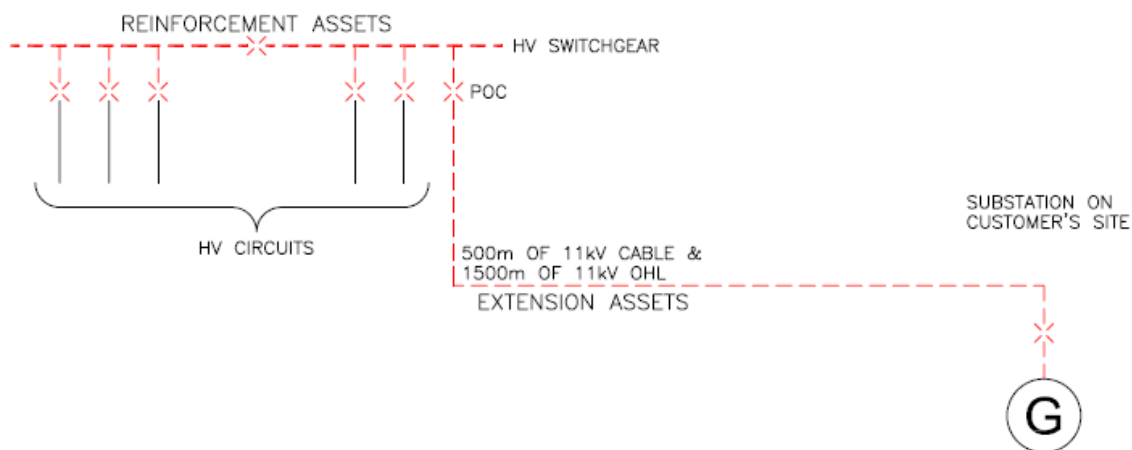 REINFORCEMENT ASSETS
HV SWITCHGEAR
POC
HV CIRCUITS
SUBSTATION ON
CUSTOMER'S SITE
500m OF 11kV CABLE &
1500m OF 11kV OHL
EXTENSION ASSETS
G